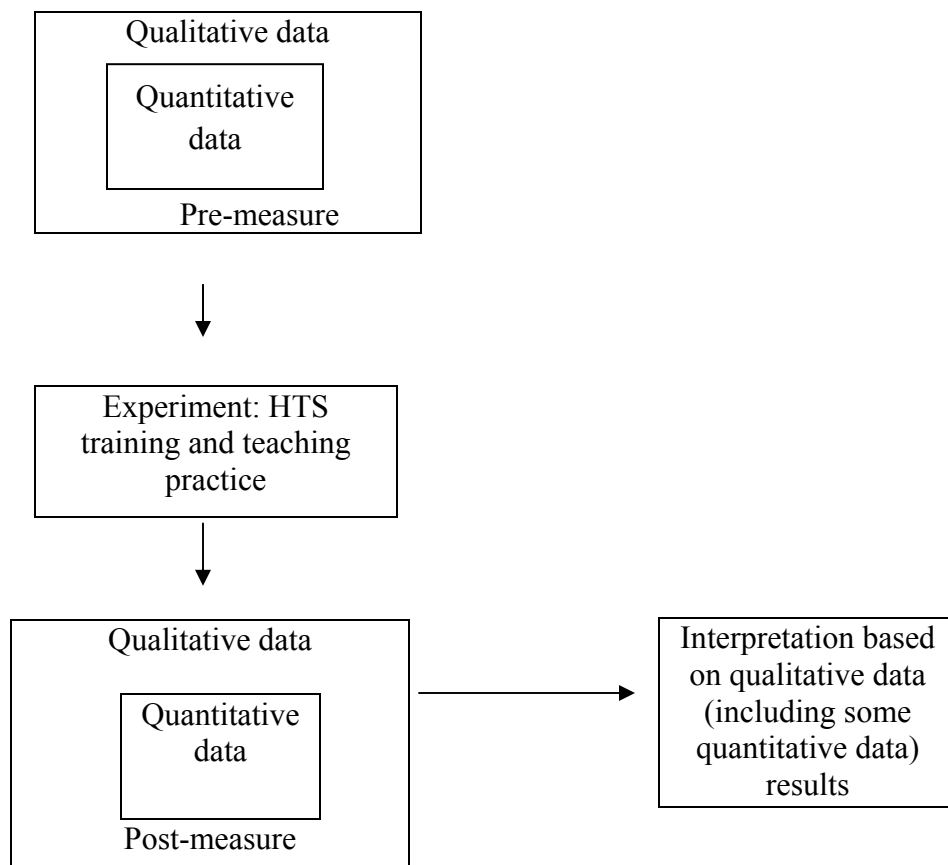 Qualitative data
Quantitative
data
Pre-measure
Experiment: HTS
training and teaching
practice
Qualitative data
Quantitative
data
Post-measure
Interpretation based
on qualitative data
(including some
quantitative data)
results